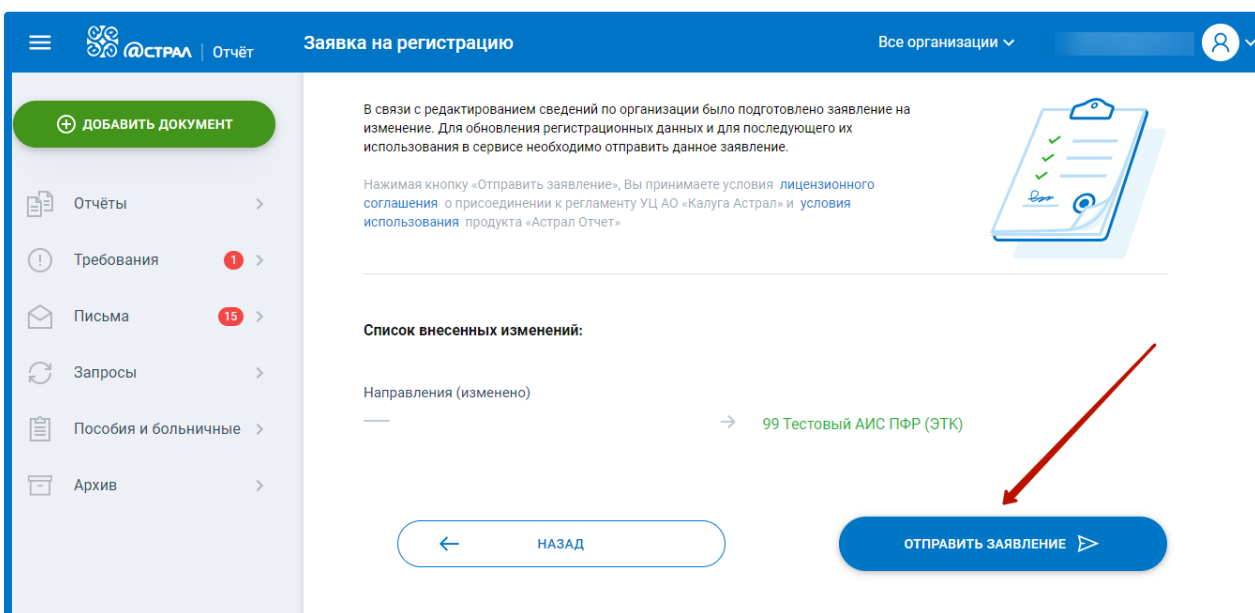 @СТРАЛ | Отчёт
Заявка на регистрацию
Все организации
ДОБАВИТЬ ДОКУМЕНТ
Отчёты
Требования 1
Письма 15
Запросы
Пособия и больничные
Архив
В связи с редактированием сведений по организации было подготовлено заявление на
изменение. Для обновления регистрационных данных и для последующего их
использования в сервисе необходимо отправить данное заявление.
Нажимая кнопку «Отправить заявление», Вы принимаете условия лицензионного
соглашения о присоединении к регламенту УЦ АО «Калуга Астрал» и условия
использования продукта «Астрал Отчет»
Список внесенных изменений:
Направления (изменено)
— → 99 Тестовый АИС ПФР (ЭТК)
← НАЗАД
ОТПРАВИТЬ ЗАЯВЛЕНИЕ